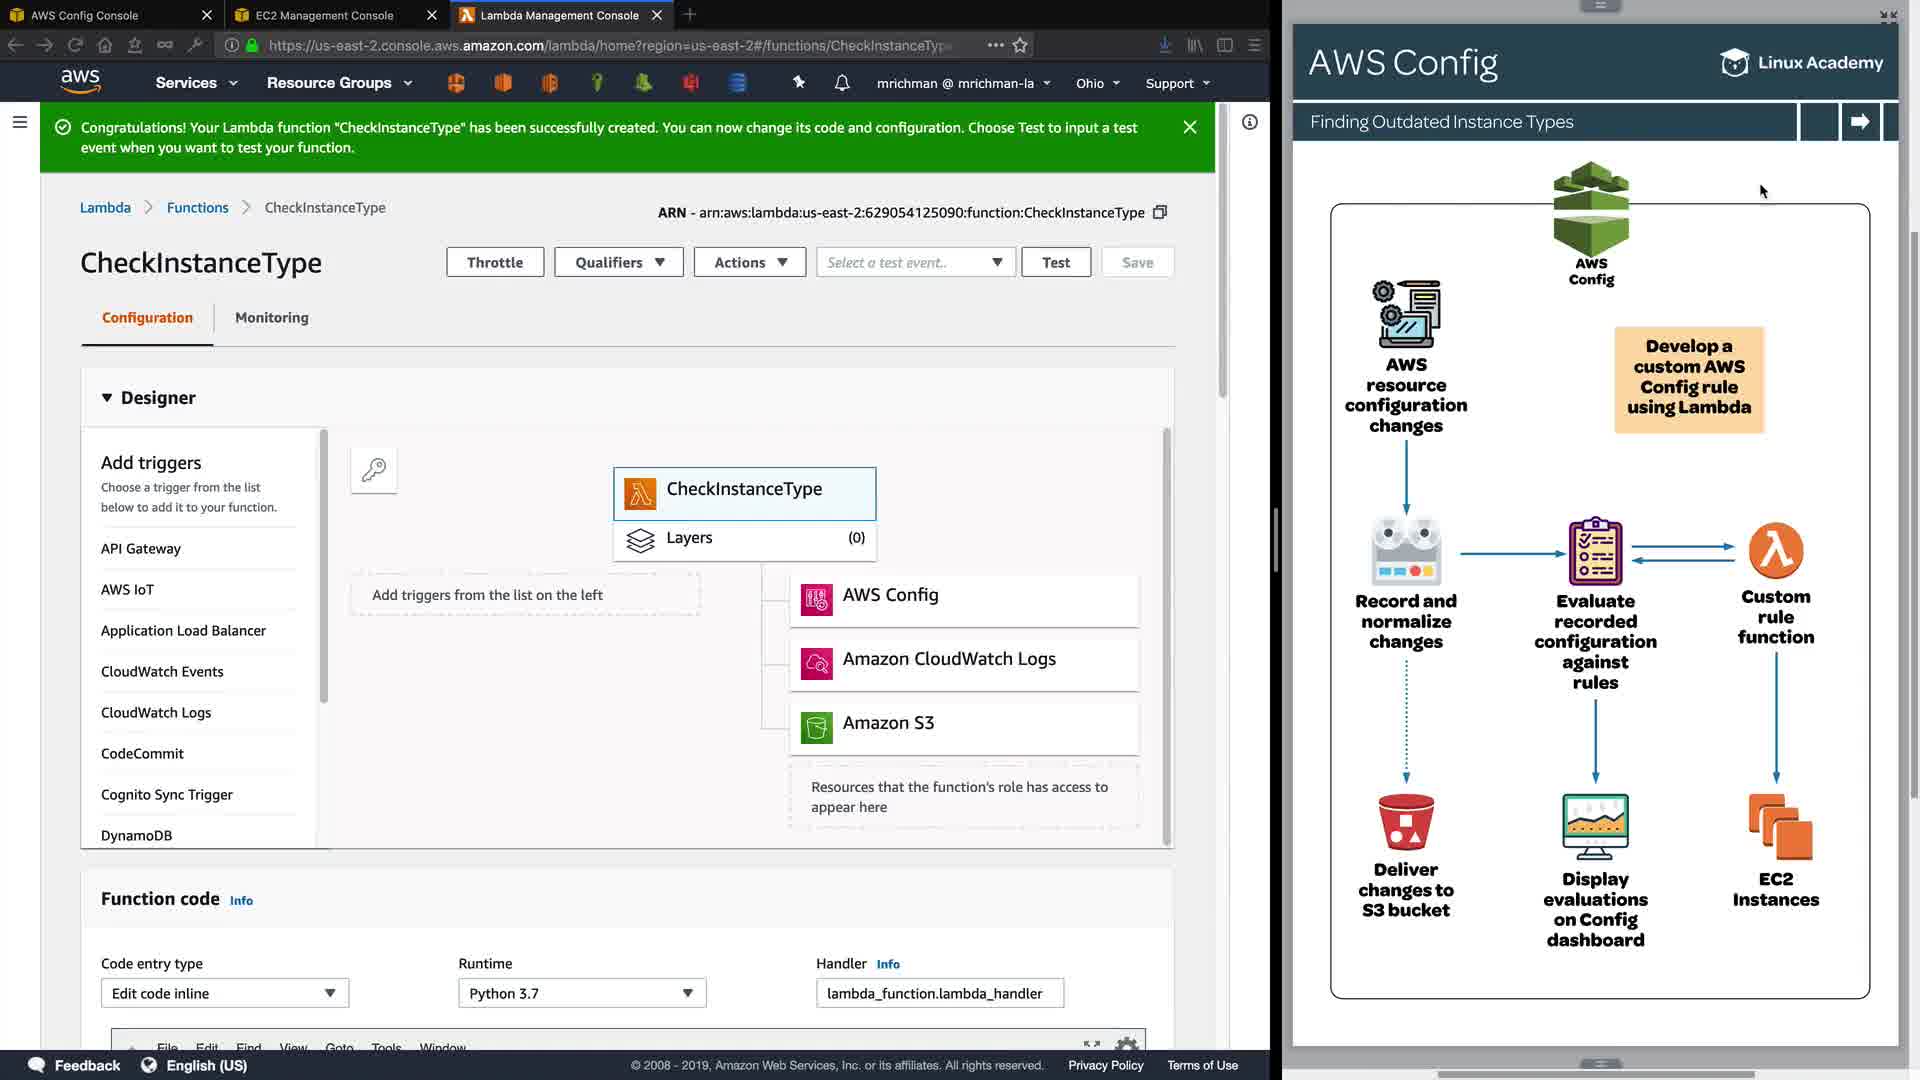 AWS Config Console
EC2 Management Console
Lambda Management Console
https://us-east-2.console.aws.amazon.com/lambda/home?region=us-east-2#/functions/CheckInstanceType
aws
Services
Resource Groups
mrichman @ mrichman-la
Ohio
Support
Congratulations! Your Lambda function "CheckInstanceType" has been successfully created. You can now change its code and configuration. Choose Test to input a test
event when you want to test your function.
Lambda
Functions
CheckInstanceType
ARN - arn:aws:lambda:us-east-2:629054125090:function:CheckInstanceType
CheckInstanceType
Throttle
Qualifiers
Actions
Select a test event..
Test
Save
Configuration
Monitoring
Designer
Add triggers
Choose a trigger from the list
below to add it to your function.
API Gateway
AWS IoT
Application Load Balancer
CloudWatch Events
CloudWatch Logs
CodeCommit
Cognito Sync Trigger
DynamoDB
CheckInstanceType
Layers
(0)
Add triggers from the list on the left
AWS Config
Amazon CloudWatch Logs
Amazon S3
Resources that the function's role has access to
appear here
Function code
Info
Code entry type
Edit code inline
Runtime
Python 3.7
Handler
Info
lambda_function.lambda_handler
File
Edit
Find
View
Goto
Tools
Window
Feedback
English (US)
© 2008 - 2019, Amazon Web Services, Inc. or its affiliates. All rights reserved.
Privacy Policy
Terms of Use
AWS Config
Linux Academy
Finding Outdated Instance Types
AWS
Config
AWS
resource
configuration
changes
Develop a
custom AWS
Config rule
using Lambda
Record and
normalize
changes
Evaluate
recorded
configuration
against
rules
Custom
rule
function
Deliver
changes to
S3 bucket
Display
evaluations
on Config
dashboard
EC2
Instances